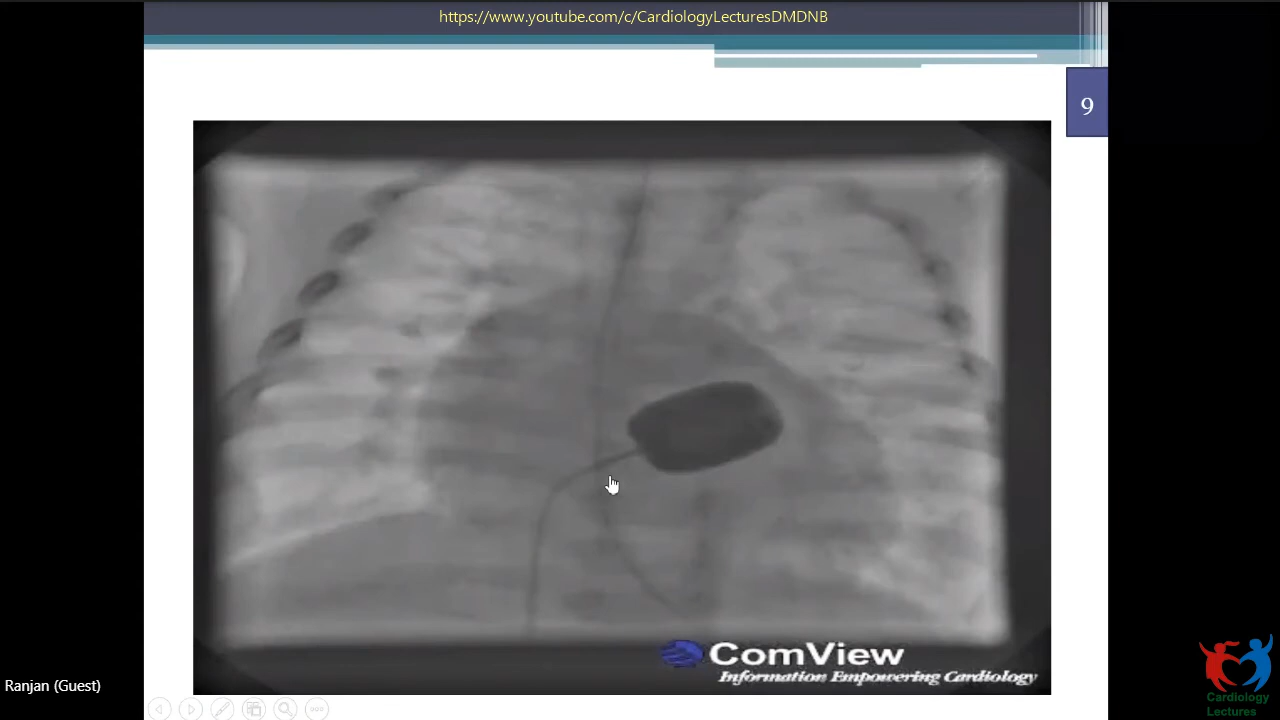 https://www.youtube.com/c/CardiologyLecturesDMDNB
9
ComView
Information Empowering Cardiology
Ranjan (Guest)
Cardiology
Lectures